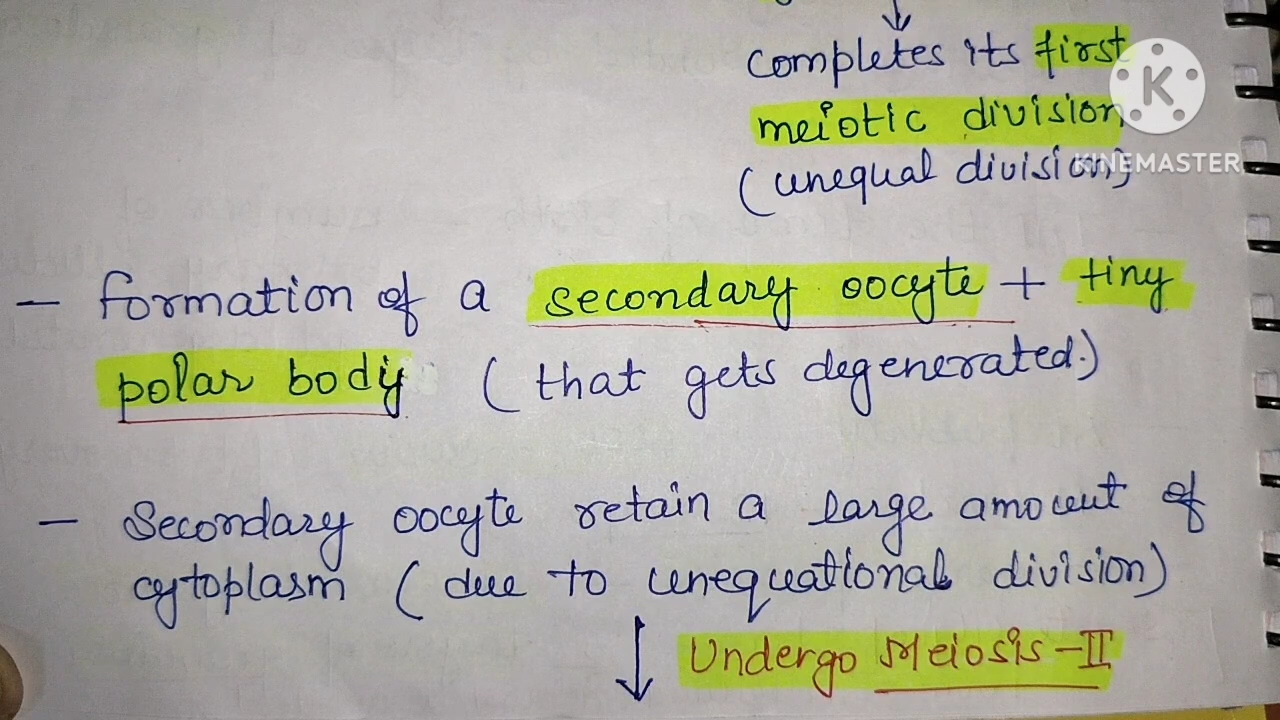 ↓
completes its first
meiotic division
(unequal division)
K
KINEMASTER
– formation of a secondary oocyte + tiny
polar body (that gets degenerated.)
– Secondary oocyte retain a large amount of
cytoplasm (due to unequational division)
↓ Undergo Meiosis-II